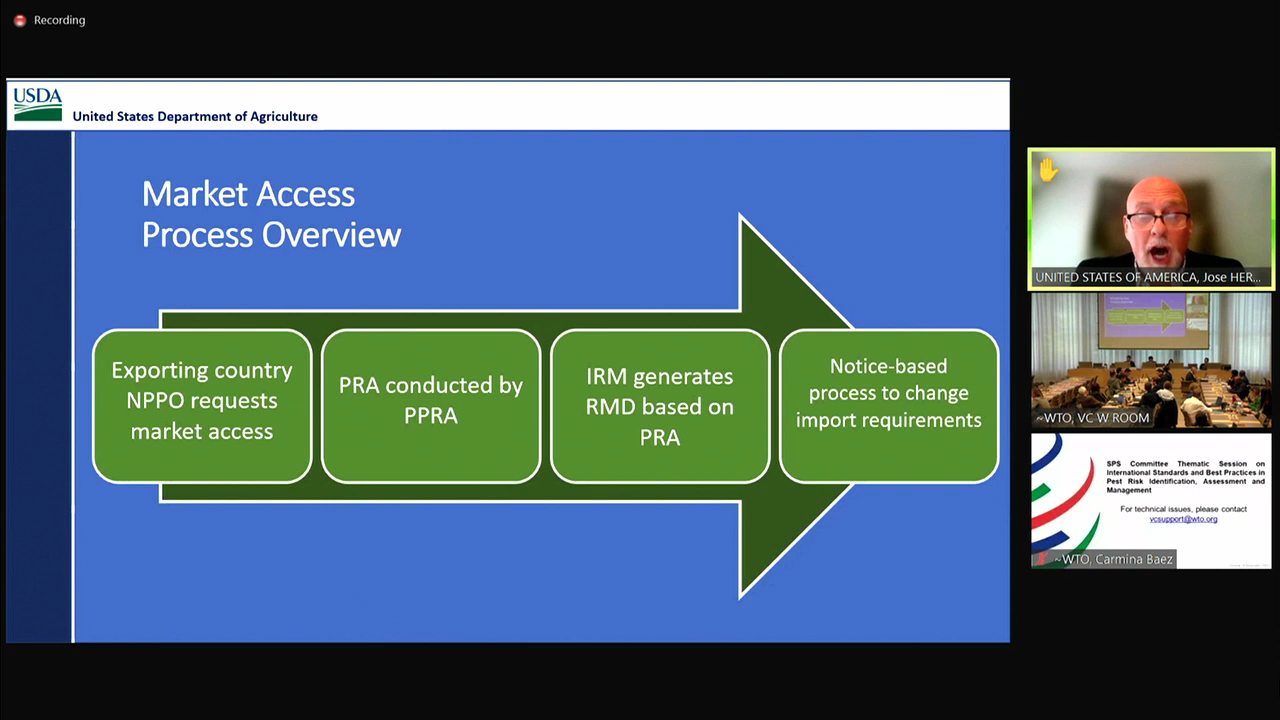 Recording
USDA
United States Department of Agriculture
Market Access
Process Overview
Exporting country
NPPO requests
market access
PRA conducted by
PPRA
IRM generates
RMD based on
PRA
Notice-based
process to change
import requirements
UNITED STATES OF AMERICA, Jose HER...
~WTO, VC W ROOM
SPS Committee Thematic Session on
International Standards and Best Practices in
Pest Risk Identification, Assessment and
Management
For technical issues, please contact
vcsupport@wto.org
~WTO, Carmina Baez